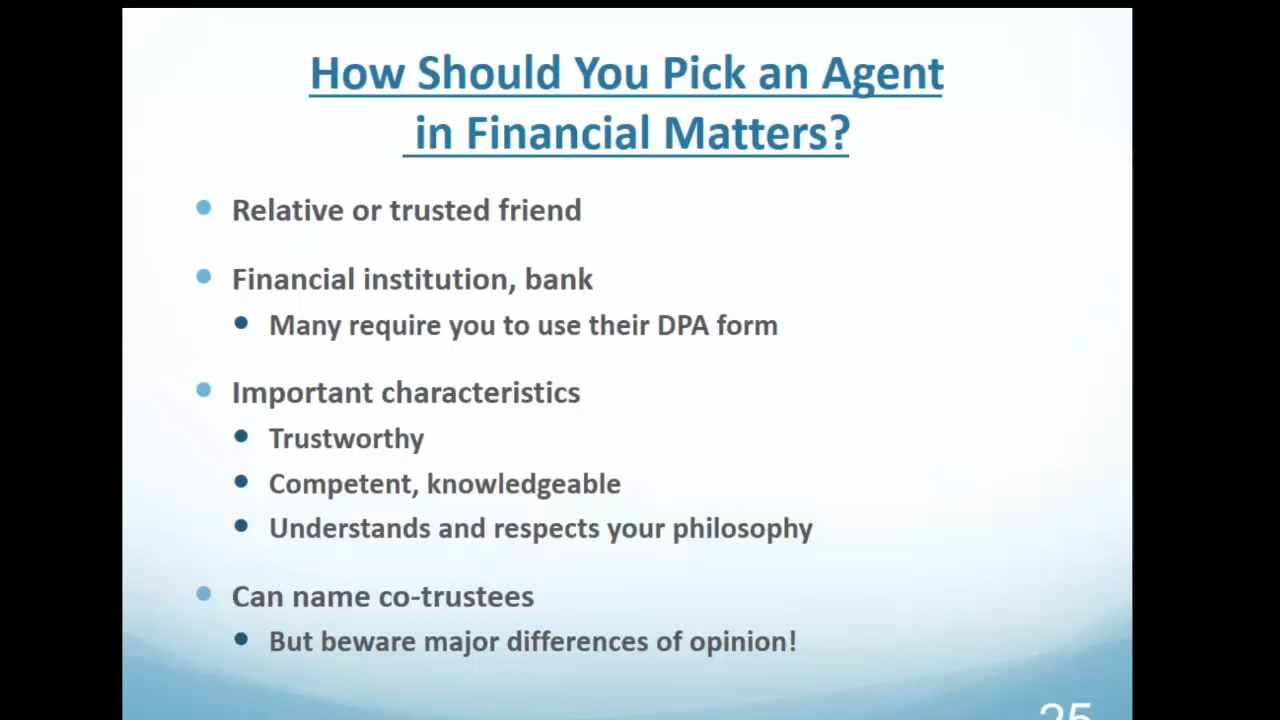 How Should You Pick an Agent
in Financial Matters?
Relative or trusted friend
Financial institution, bank
Many require you to use their DPA form
Important characteristics
Trustworthy
Competent, knowledgeable
Understands and respects your philosophy
Can name co-trustees
But beware major differences of opinion!
25